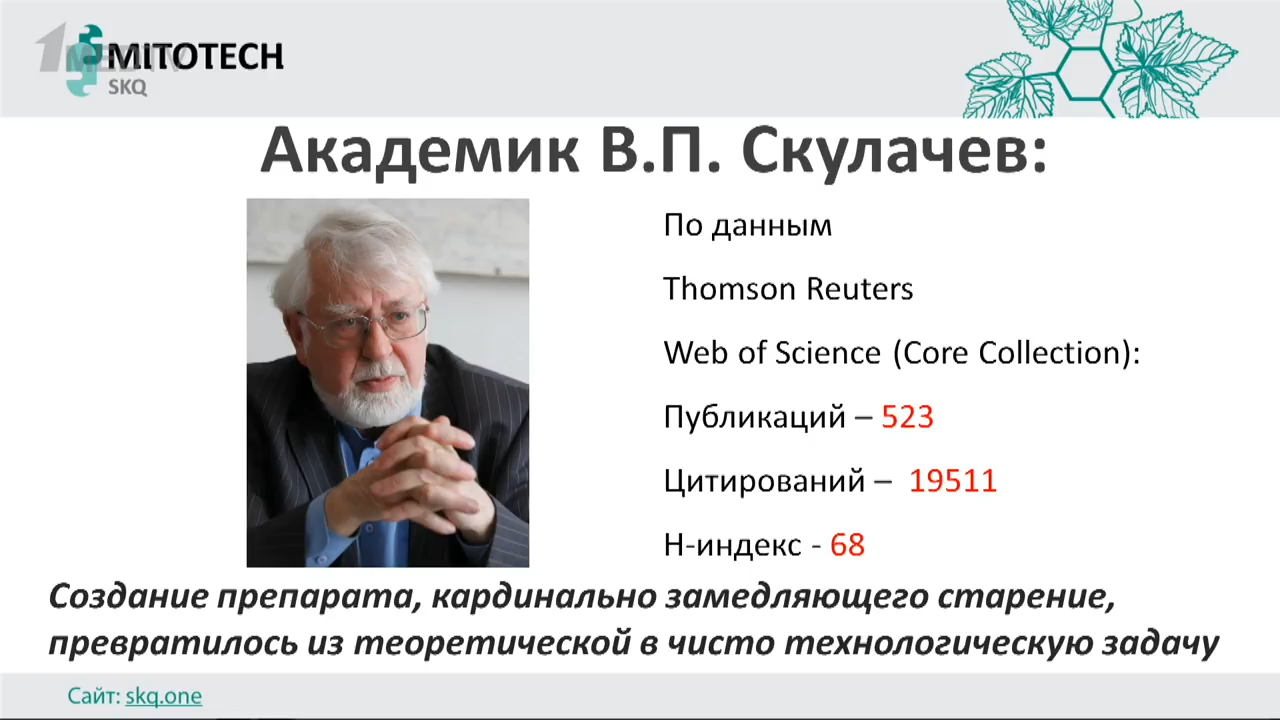 1MEDTV
MITOTECH
SKQ
Академик В.П. Скулачев:
По данным
Thomson Reuters
Web of Science (Core Collection):
Публикаций – 523
Цитирований – 19511
H-индекс - 68
Создание препарата, кардинально замедляющего старение,
превратилось из теоретической в чисто технологическую задачу
Сайт: skq.one